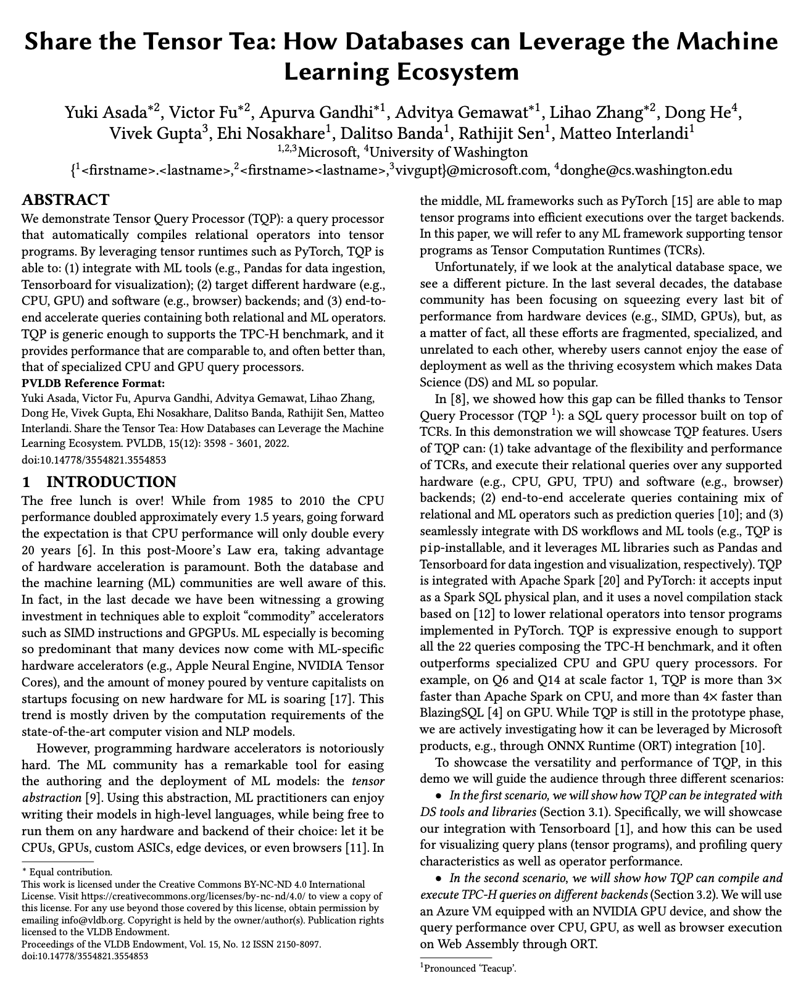 Share the Tensor Tea: How Databases can Leverage the Machine
Learning Ecosystem
Yuki Asada*2, Victor Fu*2, Apurva Gandhi*1, Advitya Gemawat*1, Lihao Zhang*2, Dong He4,
Vivek Gupta3, Ehi Nosakhare1, Dalitso Banda1, Rathijit Sen1, Matteo Interlandi1
1,2,3Microsoft, 4University of Washington
{1<firstname>.<lastname>,2<firstname><lastname>,3vivgupt}@microsoft.com, 4donghe@cs.washington.edu
ABSTRACT
We demonstrate Tensor Query Processor (TQP): a query processor
that automatically compiles relational operators into tensor
programs. By leveraging tensor runtimes such as PyTorch, TQP is
able to: (1) integrate with ML tools (e.g., Pandas for data ingestion,
Tensorboard for visualization); (2) target different hardware (e.g.,
CPU, GPU) and software (e.g., browser) backends; and (3) end-to-
end accelerate queries containing both relational and ML operators.
TQP is generic enough to supports the TPC-H benchmark, and it
provides performance that are comparable to, and often better than,
that of specialized CPU and GPU query processors.
PVLDB Reference Format:
Yuki Asada, Victor Fu, Apurva Gandhi, Advitya Gemawat, Lihao Zhang,
Dong He, Vivek Gupta, Ehi Nosakhare, Dalitso Banda, Rathijit Sen, Matteo
Interlandi. Share the Tensor Tea: How Databases can Leverage the Machine
Learning Ecosystem. PVLDB, 15(12): 3598 - 3601, 2022.
doi:10.14778/3554821.3554853
1 INTRODUCTION
The free lunch is over! While from 1985 to 2010 the CPU
performance doubled approximately every 1.5 years, going forward
the expectation is that CPU performance will only double every
20 years [6]. In this post-Moore's Law era, taking advantage
of hardware acceleration is paramount. Both the database and
the machine learning (ML) communities are well aware of this.
In fact, in the last decade we have been witnessing a growing
investment in techniques able to exploit “commodity” accelerators
such as SIMD instructions and GPGPUs. ML especially is becoming
so predominant that many devices now come with ML-specific
hardware accelerators (e.g., Apple Neural Engine, NVIDIA Tensor
Cores), and the amount of money poured by venture capitalists on
startups focusing on new hardware for ML is soaring [17]. This
trend is mostly driven by the computation requirements of the
state-of-the-art computer vision and NLP models.
However, programming hardware accelerators is notoriously
hard. The ML community has a remarkable tool for easing
the authoring and the deployment of ML models: the tensor
abstraction [9]. Using this abstraction, ML practitioners can enjoy
writing their models in high-level languages, while being free to
run them on any hardware and backend of their choice: let it be
CPUs, GPUs, custom ASICs, edge devices, or even browsers [11]. In
* Equal contribution.
This work is licensed under the Creative Commons BY-NC-ND 4.0 International
License. Visit https://creativecommons.org/licenses/by-nc-nd/4.0/ to view a copy of
this license. For any use beyond those covered by this license, obtain permission by
emailing info@vldb.org. Copyright is held by the owner/author(s). Publication rights
licensed to the VLDB Endowment.
Proceedings of the VLDB Endowment, Vol. 15, No. 12 ISSN 2150-8097.
doi:10.14778/3554821.3554853
the middle, ML frameworks such as PyTorch [15] are able to map
tensor programs into efficient executions over the target backends.
In this paper, we will refer to any ML framework supporting tensor
programs as Tensor Computation Runtimes (TCRs).
Unfortunately, if we look at the analytical database space, we
see a different picture. In the last several decades, the database
community has been focusing on squeezing every last bit of
performance from hardware devices (e.g., SIMD, GPUs), but, as
a matter of fact, all these efforts are fragmented, specialized, and
unrelated to each other, whereby users cannot enjoy the ease of
deployment as well as the thriving ecosystem which makes Data
Science (DS) and ML so popular.
In [8], we showed how this gap can be filled thanks to Tensor
Query Processor (TQP 1): a SQL query processor built on top of
TCRs. In this demonstration we will showcase TQP features. Users
of TQP can: (1) take advantage of the flexibility and performance
of TCRs, and execute their relational queries over any supported
hardware (e.g., CPU, GPU, TPU) and software (e.g., browser)
backends; (2) end-to-end accelerate queries containing mix of
relational and ML operators such as prediction queries [10]; and (3)
seamlessly integrate with DS workflows and ML tools (e.g., TQP is
pip-installable, and it leverages ML libraries such as Pandas and
Tensorboard for data ingestion and visualization, respectively). TQP
is integrated with Apache Spark [20] and PyTorch: it accepts input
as a Spark SQL physical plan, and it uses a novel compilation stack
based on [12] to lower relational operators into tensor programs
implemented in PyTorch. TQP is expressive enough to support
all the 22 queries composing the TPC-H benchmark, and it often
outperforms specialized CPU and GPU query processors. For
example, on Q6 and Q14 at scale factor 1, TQP is more than 3×
faster than Apache Spark on CPU, and more than 4× faster than
BlazingSQL [4] on GPU. While TQP is still in the prototype phase,
we are actively investigating how it can be leveraged by Microsoft
products, e.g., through ONNX Runtime (ORT) integration [10].
To showcase the versatility and performance of TQP, in this
demo we will guide the audience through three different scenarios:
• In the first scenario, we will show how TQP can be integrated with
DS tools and libraries (Section 3.1). Specifically, we will showcase
our integration with Tensorboard [1], and how this can be used
for visualizing query plans (tensor programs), and profiling query
characteristics as well as operator performance.
• In the second scenario, we will show how TQP can compile and
execute TPC-H queries on different backends (Section 3.2). We will use
an Azure VM equipped with an NVIDIA GPU device, and show the
query performance over CPU, GPU, as well as browser execution
on Web Assembly through ORT.
1Pronounced ‘Teacup’.